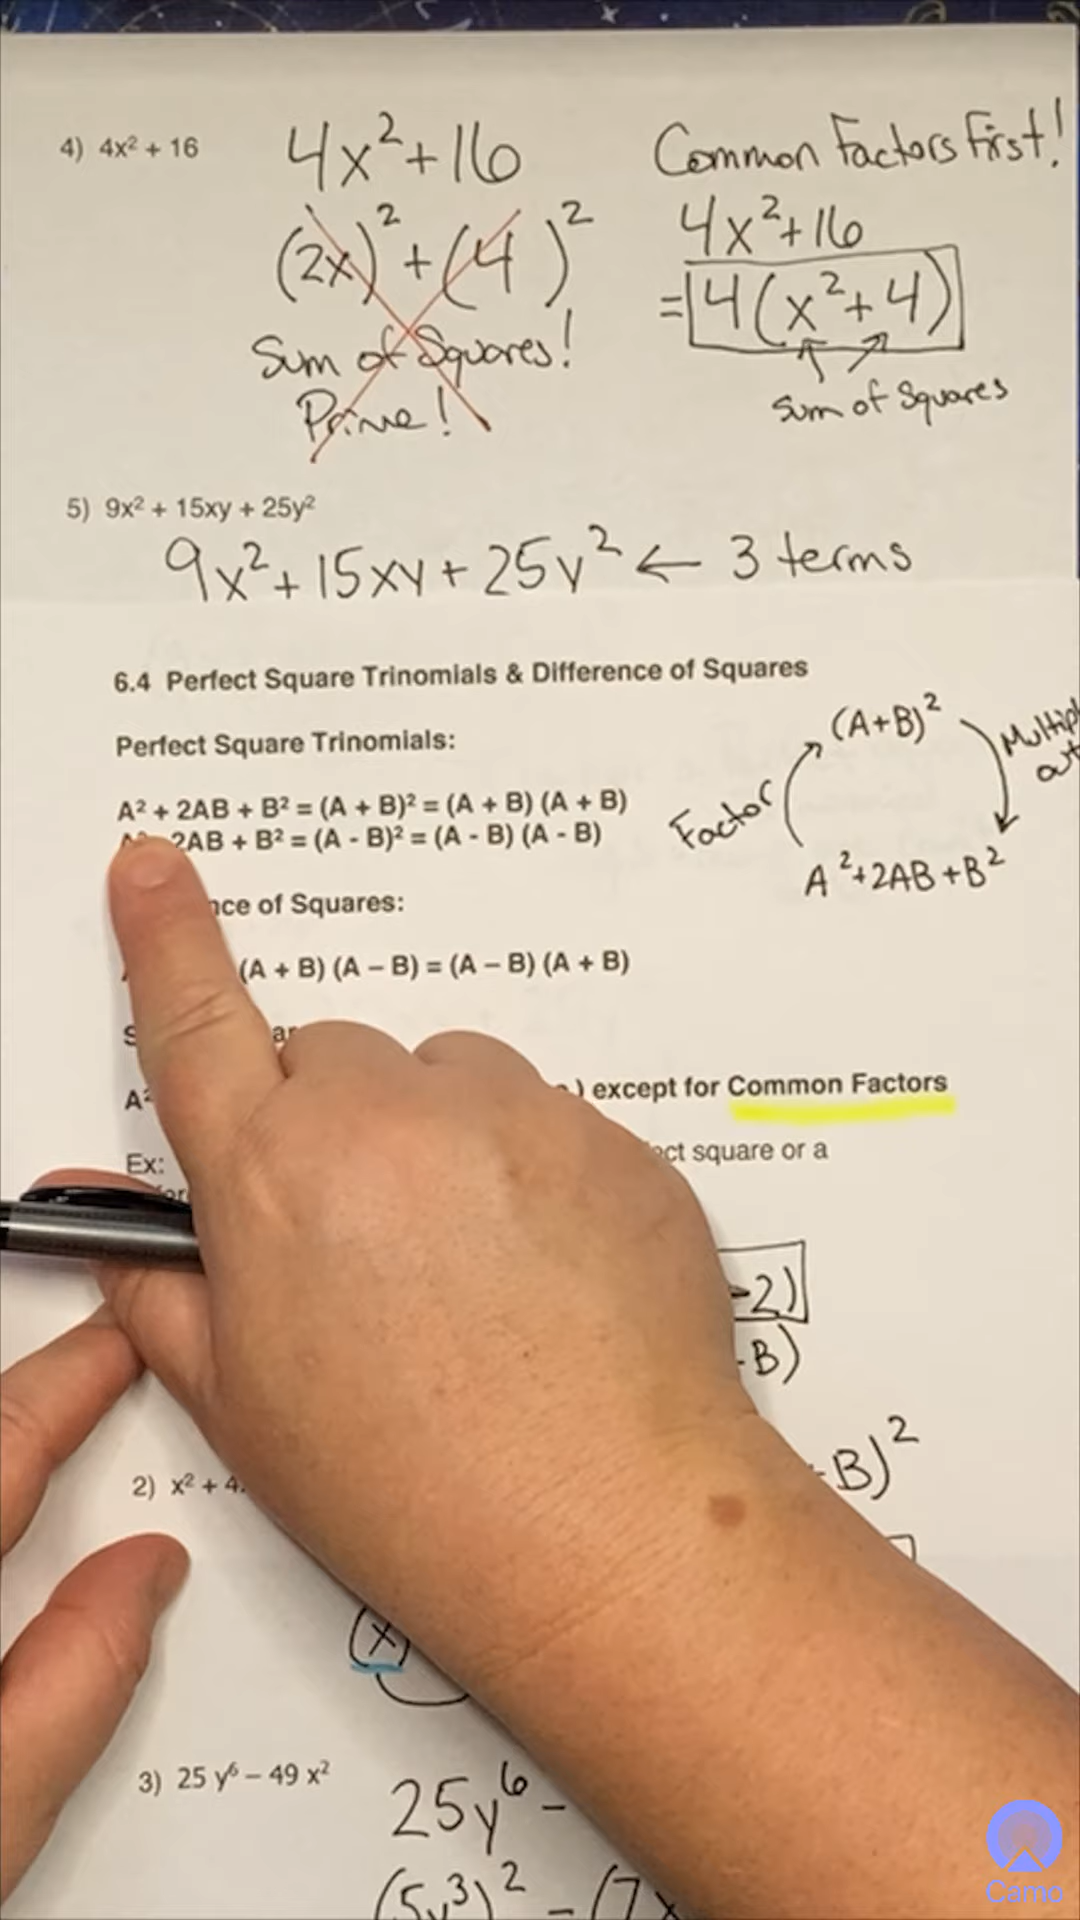 4) 4x² + 16
4x² + 16
Common Factors First!
(2x)² + (4)²
4x² + 16
= 4(x² + 4)
Sum of Squares!
Prime!
Sum of Squares
5) 9x² + 15xy + 25y²
9x² + 15xy + 25y² ← 3 terms
6.4 Perfect Square Trinomials & Difference of Squares
Perfect Square Trinomials:
(A+B)²
Factor
A² + 2AB + B² = (A + B)² = (A + B) (A + B)
2AB + B² = (A - B)² = (A - B) (A - B)
A² + 2AB + B²
of Squares:
(A + B) (A – B) = (A – B) (A + B)
) except for Common Factors
Ex:
square or a
-2)
-B)
B)²
2) x² + 4
(x)
3) 25 y⁶ – 49 x²
25y⁶ -
(5y³)² - (7x
Camo